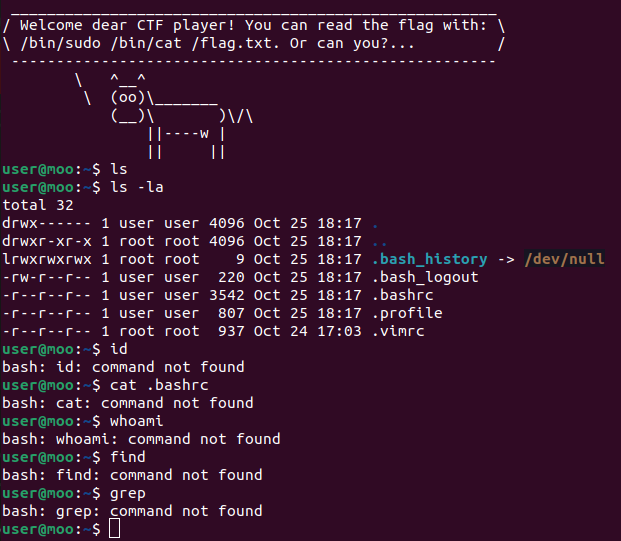 ______________________________________________________
/ Welcome dear CTF player! You can read the flag with: \
\ /bin/sudo /bin/cat /flag.txt. Or can you?...         /
 ------------------------------------------------------
        \   ^__^
         \  (oo)\_______
            (__)\       )\/\
                ||----w |
                ||     ||
user@moo:~$ ls
user@moo:~$ ls -la
total 32
drwx------ 1 user user 4096 Oct 25 18:17 .
drwxr-xr-x 1 root root 4096 Oct 25 18:17 ..
lrwxrwxrwx 1 root root    9 Oct 25 18:17 .bash_history -> /dev/null
-rw-r--r-- 1 user user  220 Oct 25 18:17 .bash_logout
-r--r--r-- 1 user user 3542 Oct 25 18:17 .bashrc
-r--r--r-- 1 user user  807 Oct 25 18:17 .profile
-r--r--r-- 1 root root  937 Oct 24 17:03 .vimrc
user@moo:~$ id
bash: id: command not found
user@moo:~$ cat .bashrc
bash: cat: command not found
user@moo:~$ whoami
bash: whoami: command not found
user@moo:~$ find
bash: find: command not found
user@moo:~$ grep
bash: grep: command not found
user@moo:~$